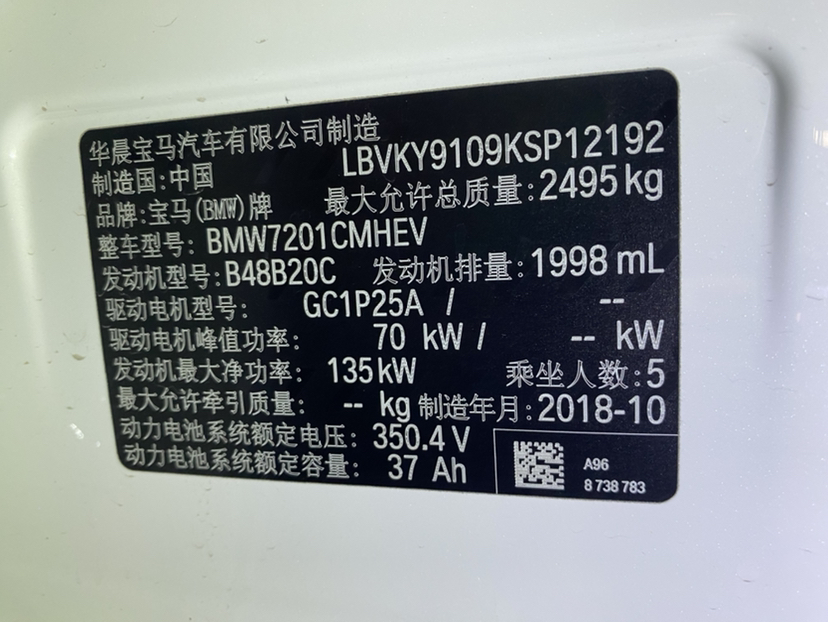 华晨宝马汽车有限公司制造
制造国:中国 LBVKY9109KSP12192
品牌:宝马(BMW)牌 最大允许总质量:2495kg
整车型号: BMW7201CMHEV
发动机型号: B48B20C 发动机排量:1998 mL
驱动电机型号: GC1P25A / --
驱动电机峰值功率: 70 kW / -- kW
发动机最大净功率: 135kW 乘坐人数:5
最大允许牵引质量: -- kg 制造年月:2018-10
动力电池系统额定电压: 350.4 V
动力电池系统额定容量: 37 Ah
A96
8 738 783